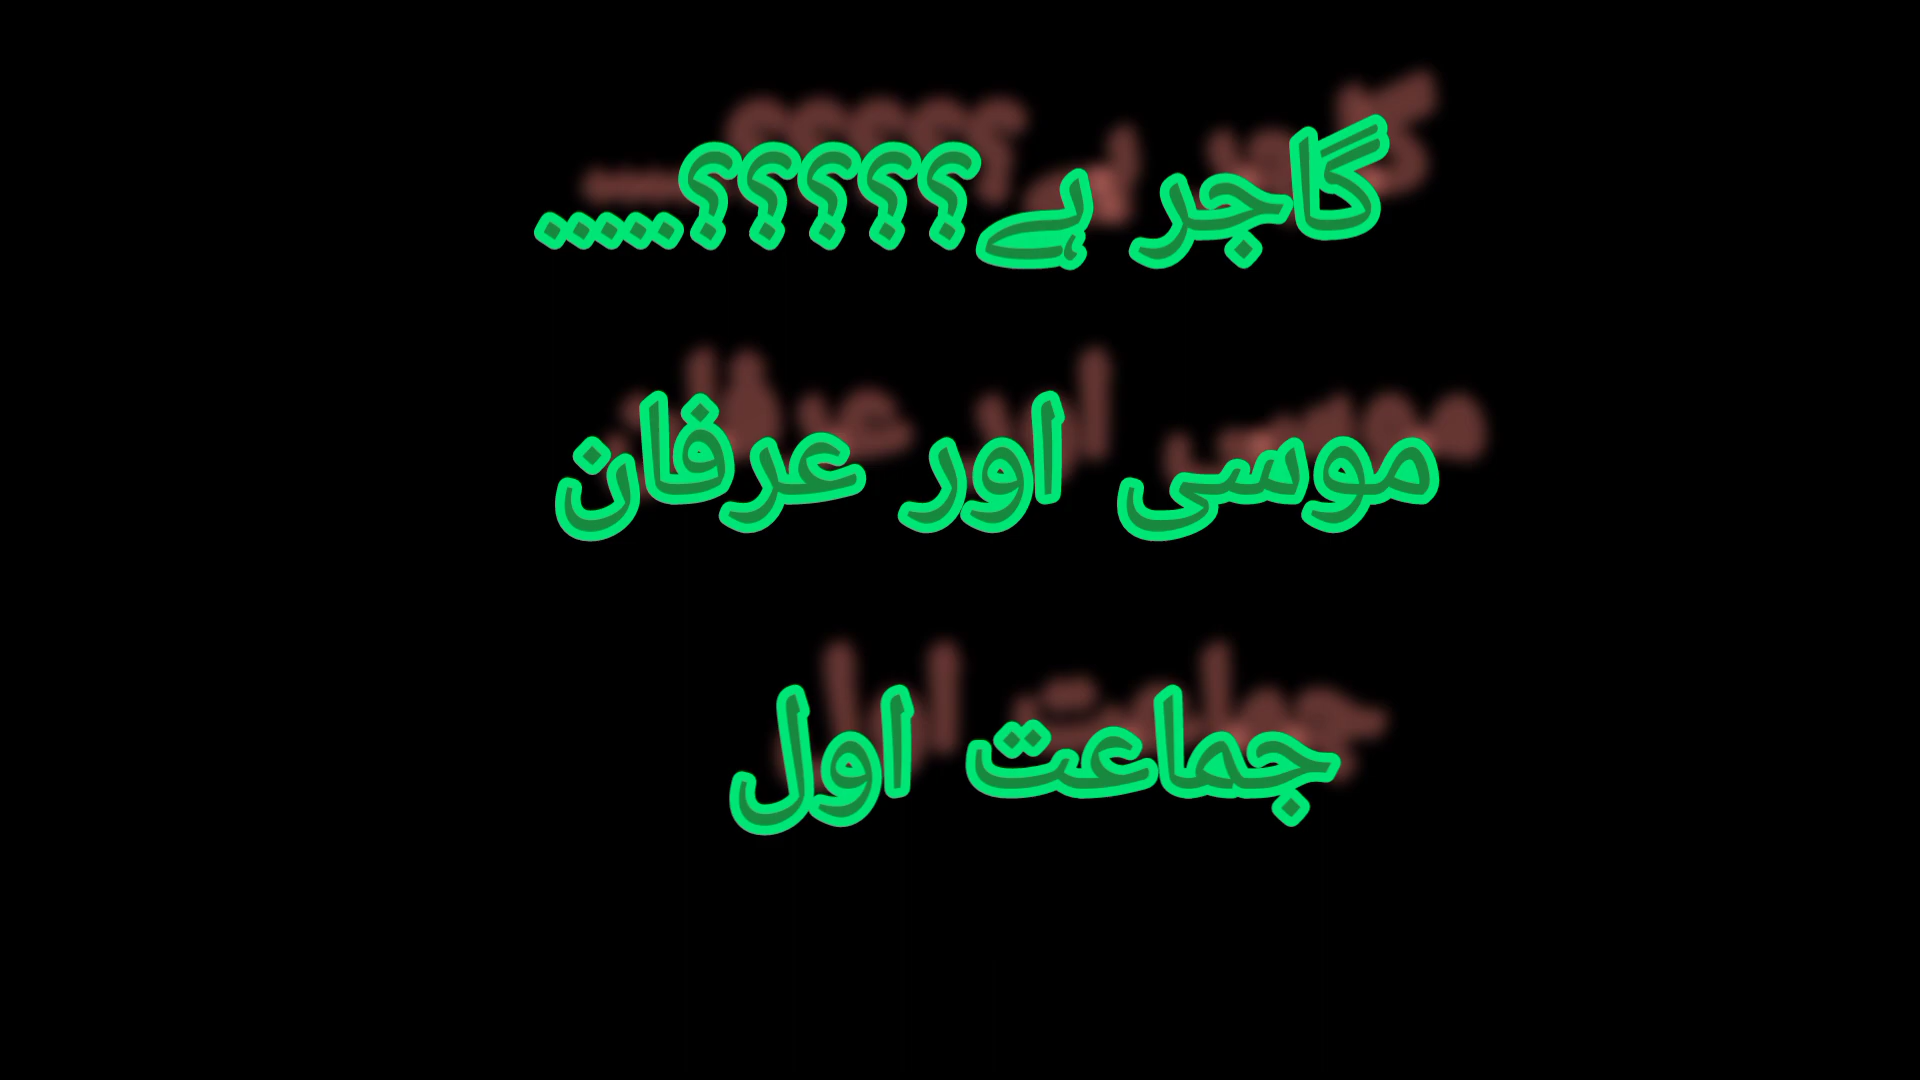 گاجر ہے؟؟؟؟؟.....
موسی اور عرفان
جماعت اول